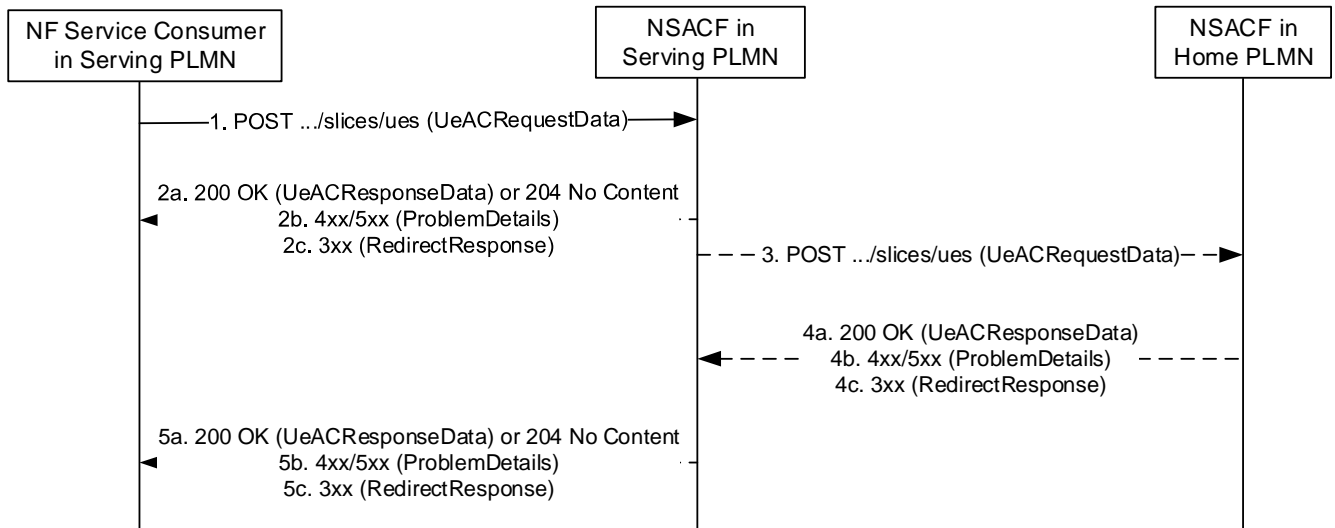 NF Service Consumer
in Serving PLMN
NSACF in
Serving PLMN
NSACF in
Home PLMN
1. POST .../slices/ues (UeACRequestData)
2a. 200 OK (UeACResponseData) or 204 No Content
2b. 4xx/5xx (ProblemDetails)
2c. 3xx (RedirectResponse)
3. POST .../slices/ues (UeACRequestData)
4a. 200 OK (UeACResponseData)
4b. 4xx/5xx (ProblemDetails)
4c. 3xx (RedirectResponse)
5a. 200 OK (UeACResponseData) or 204 No Content
5b. 4xx/5xx (ProblemDetails)
5c. 3xx (RedirectResponse)